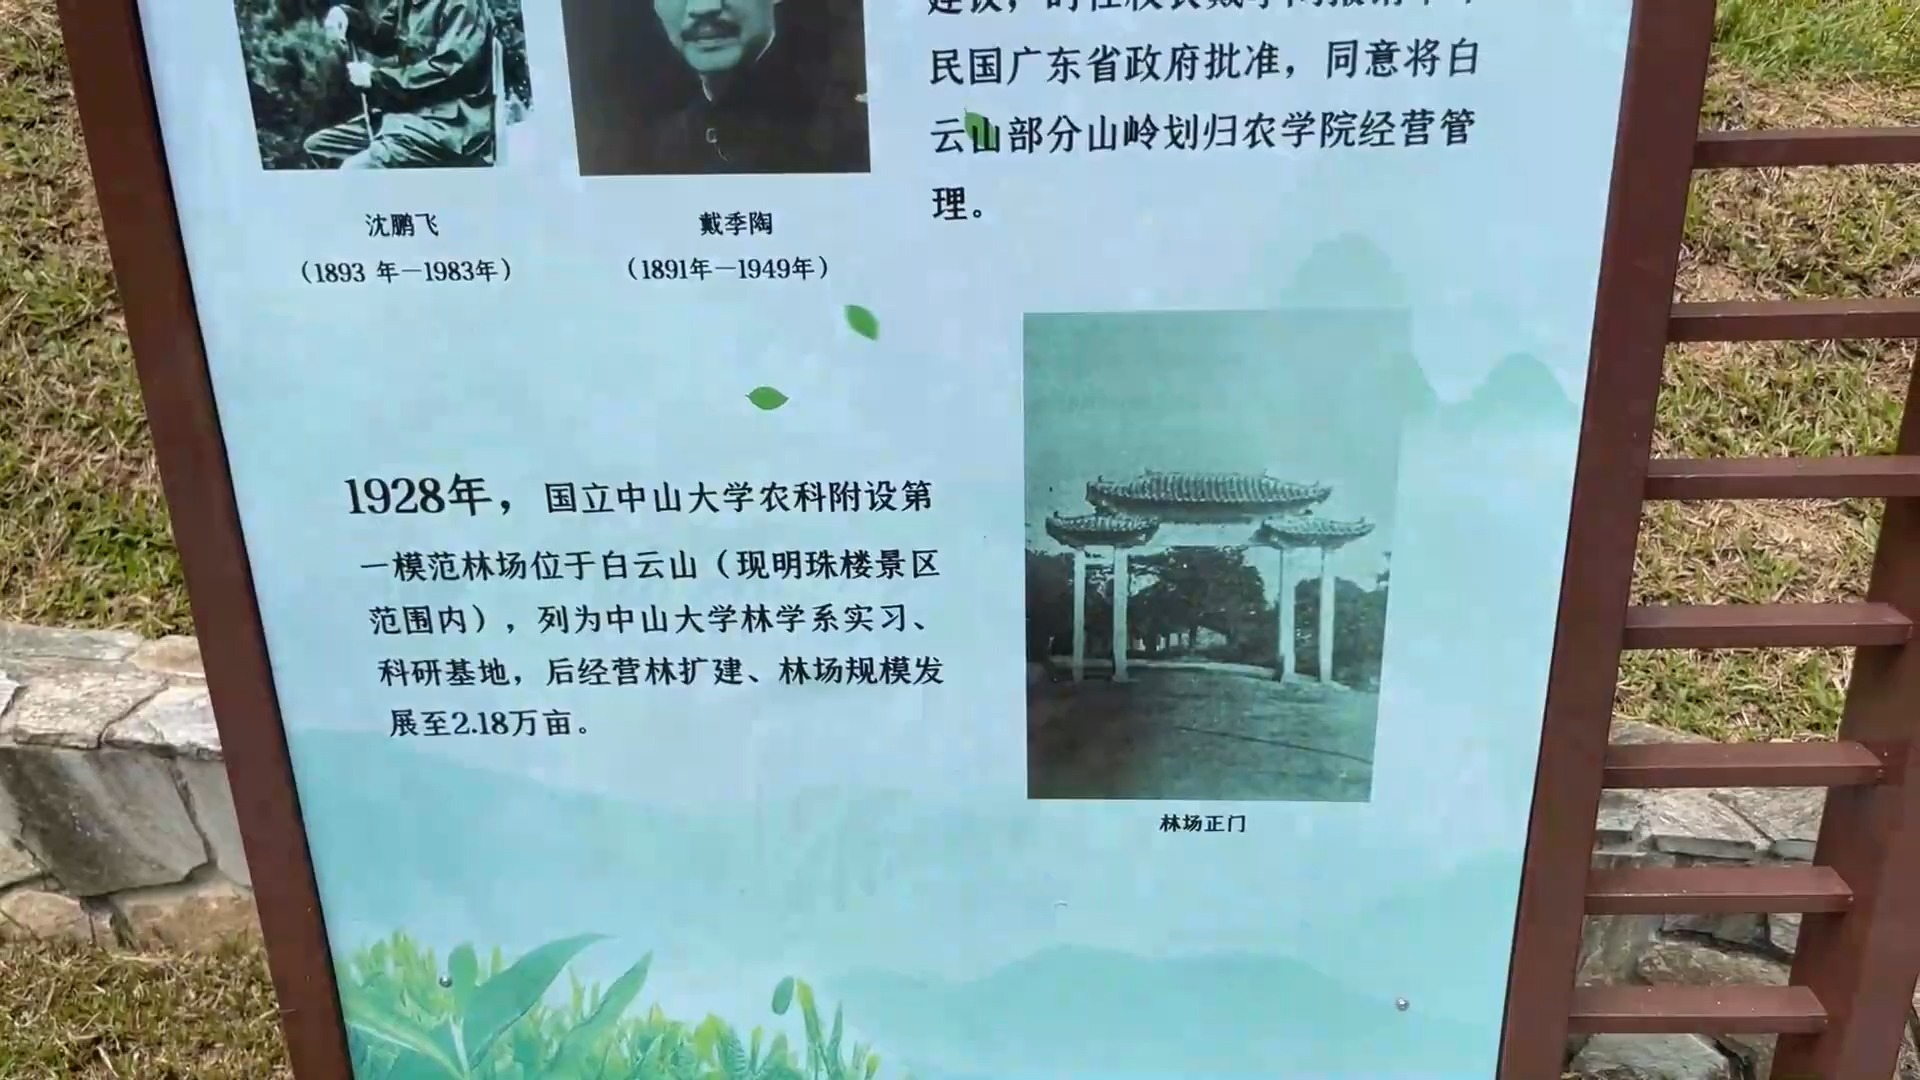 民国广东省政府批准，同意将白
云山部分山岭划归农学院经营管
理。
沈鹏飞
（1893 年—1983年）
戴季陶
（1891年—1949年）
1928年，国立中山大学农科附设第
一模范林场位于白云山（现明珠楼景区
范围内），列为中山大学林学系实习、
科研基地，后经营林扩建、林场规模发
展至2.18万亩。
林场正门